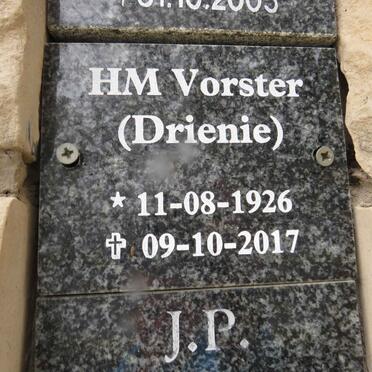 HM Vorster
(Drienie)
* 11-08-1926
✝ 09-10-2017
J.P.